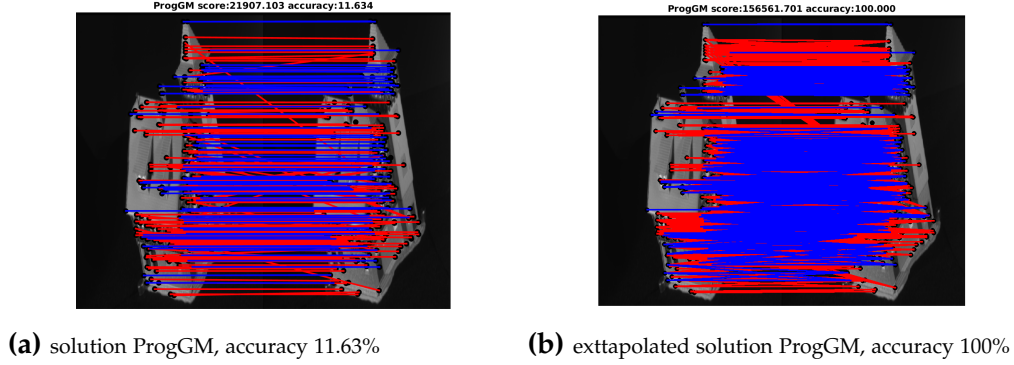 ProgGM score:21907.103 accuracy:11.634
ProgGM score:156561.701 accuracy:100.000
(a) solution ProgGM, accuracy 11.63%
(b) exttapolated solution ProgGM, accuracy 100%